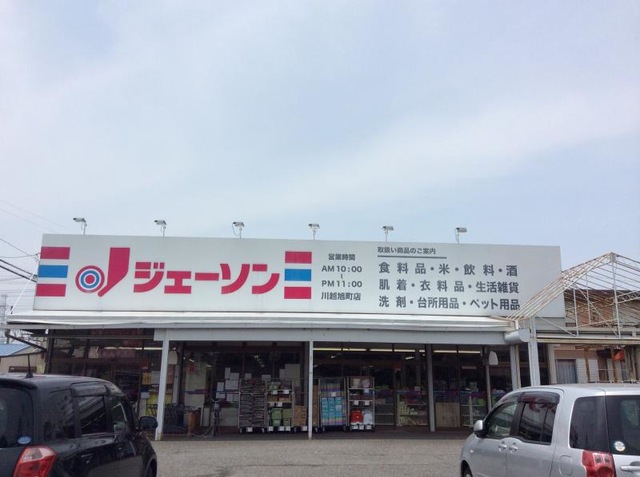 ジェーソン
営業時間
AM 10:00
~
PM 11:00
川越旭町店
取扱い商品のご案内
食料品・米・飲料・酒
肌着・衣料品・生活雑貨
洗剤・台所用品・ペット用品